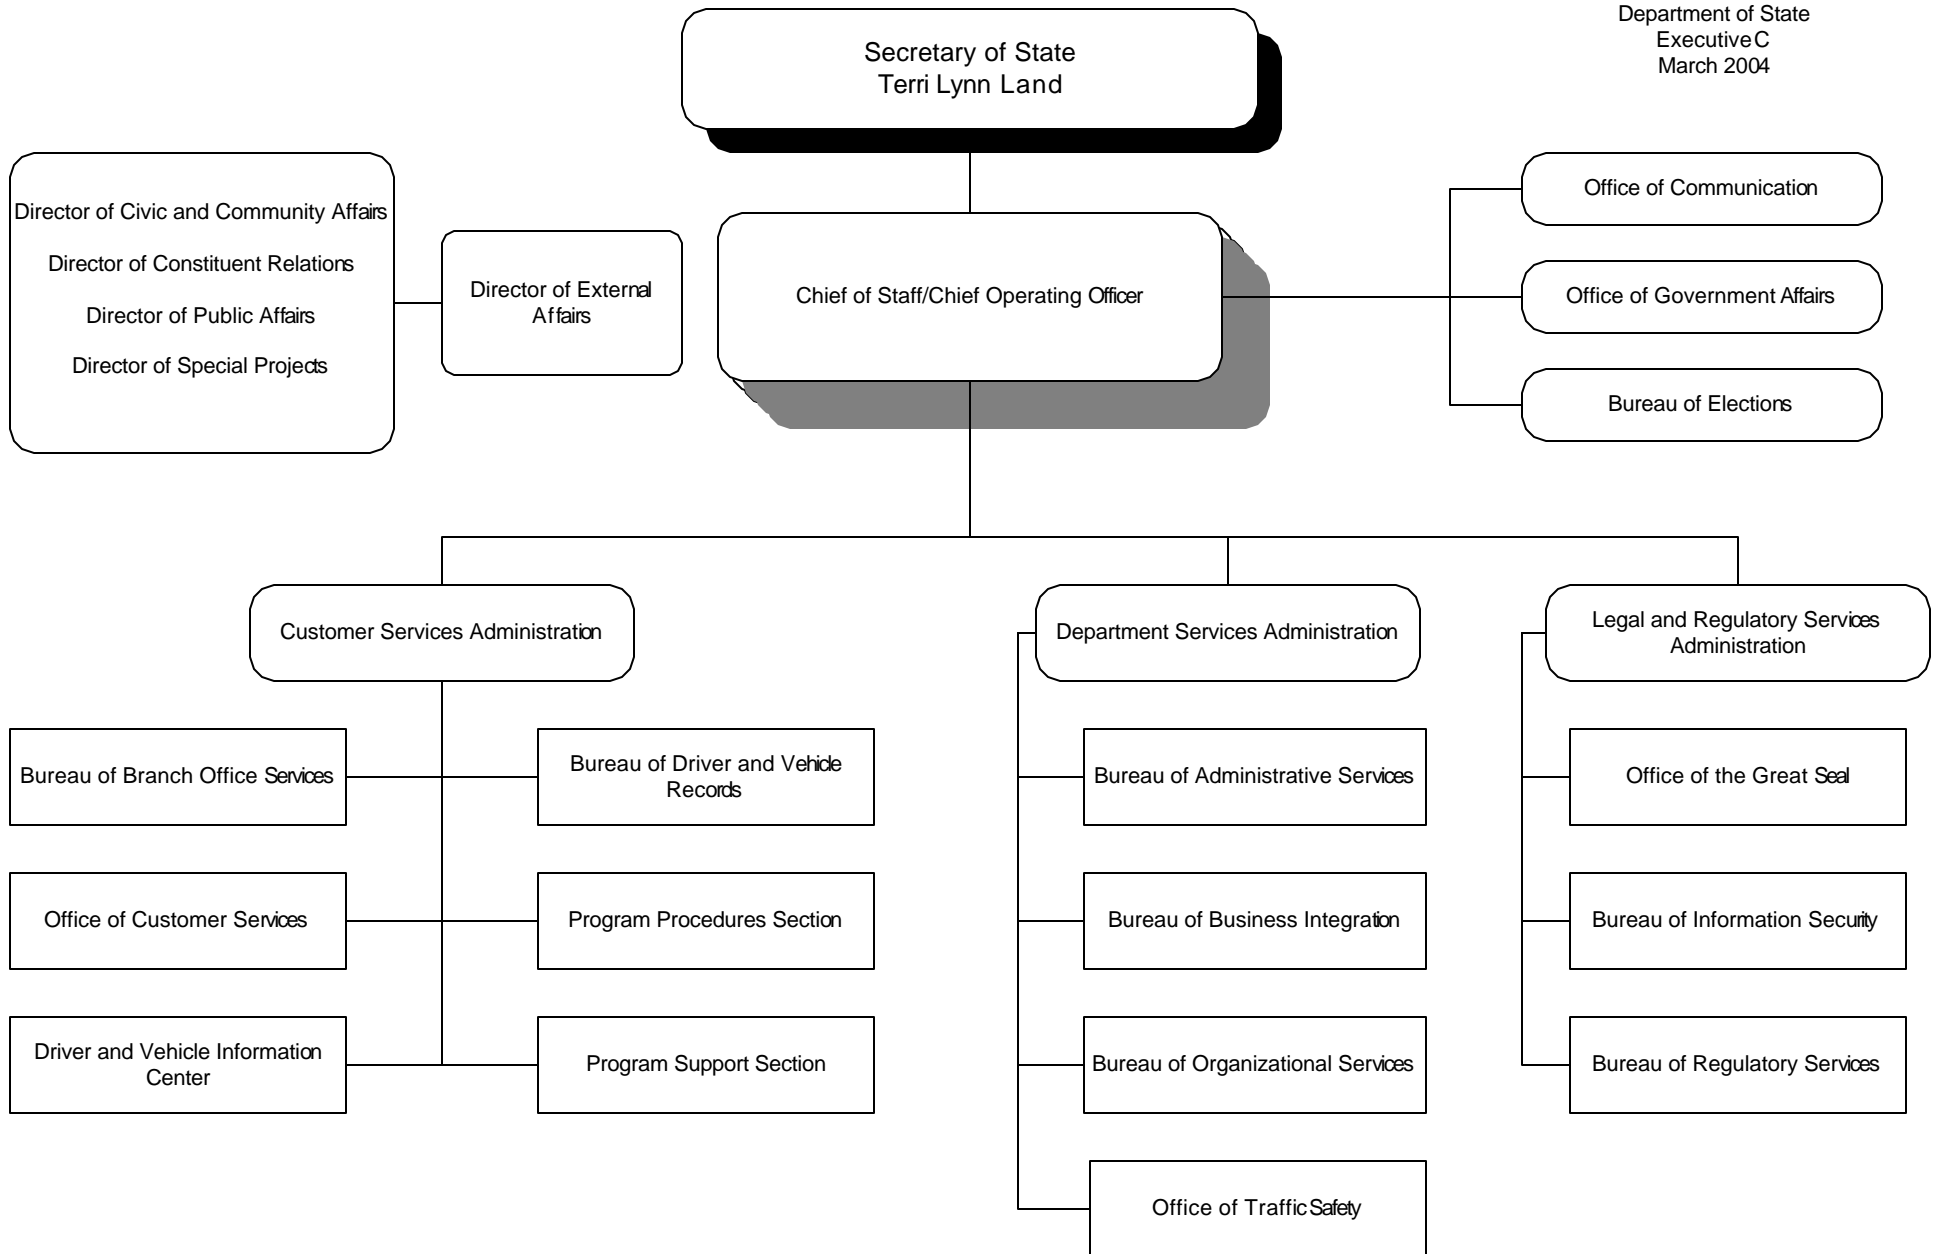 Department of State
Executive C
March 2004
Secretary of State
Terri Lynn Land
Director of Civic and Community Affairs
Director of Constituent Relations
Director of Public Affairs
Director of Special Projects
Director of External
Affairs
Chief of Staff/Chief Operating Officer
Office of Communication
Office of Government Affairs
Bureau of Elections
Customer Services Administration
Department Services Administration
Legal and Regulatory Services
Administration
Bureau of Branch Office Services
Bureau of Driver and Vehicle
Records
Bureau of Administrative Services
Office of the Great Seal
Office of Customer Services
Program Procedures Section
Bureau of Business Integration
Bureau of Information Security
Driver and Vehicle Information
Center
Program Support Section
Bureau of Organizational Services
Bureau of Regulatory Services
Office of Traffic Safety